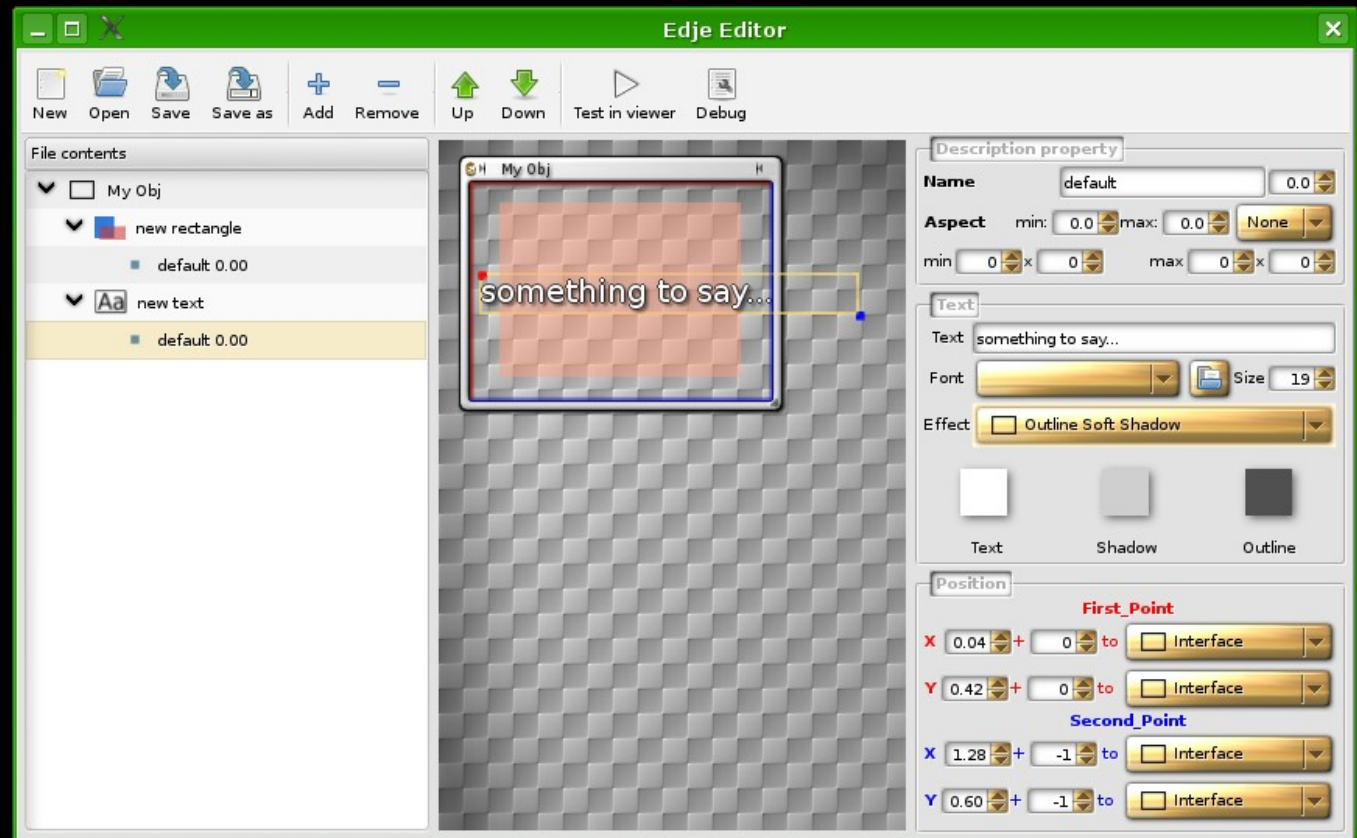 Edje Editor
New Open Save Save as Add Remove Up Down Test in viewer Debug
File contents
My Obj
new rectangle
default 0.00
new text
default 0.00
My Obj
something to say...
Description property
Name default 0.0
Aspect min: 0.0 max: 0.0 None
min 0 x 0 max 0 x 0
Text
Text something to say...
Font Size 19
Effect Outline Soft Shadow
Text Shadow Outline
Position
First_Point
X 0.04 + 0 to Interface
Y 0.42 + 0 to Interface
Second_Point
X 1.28 + -1 to Interface
Y 0.60 + -1 to Interface